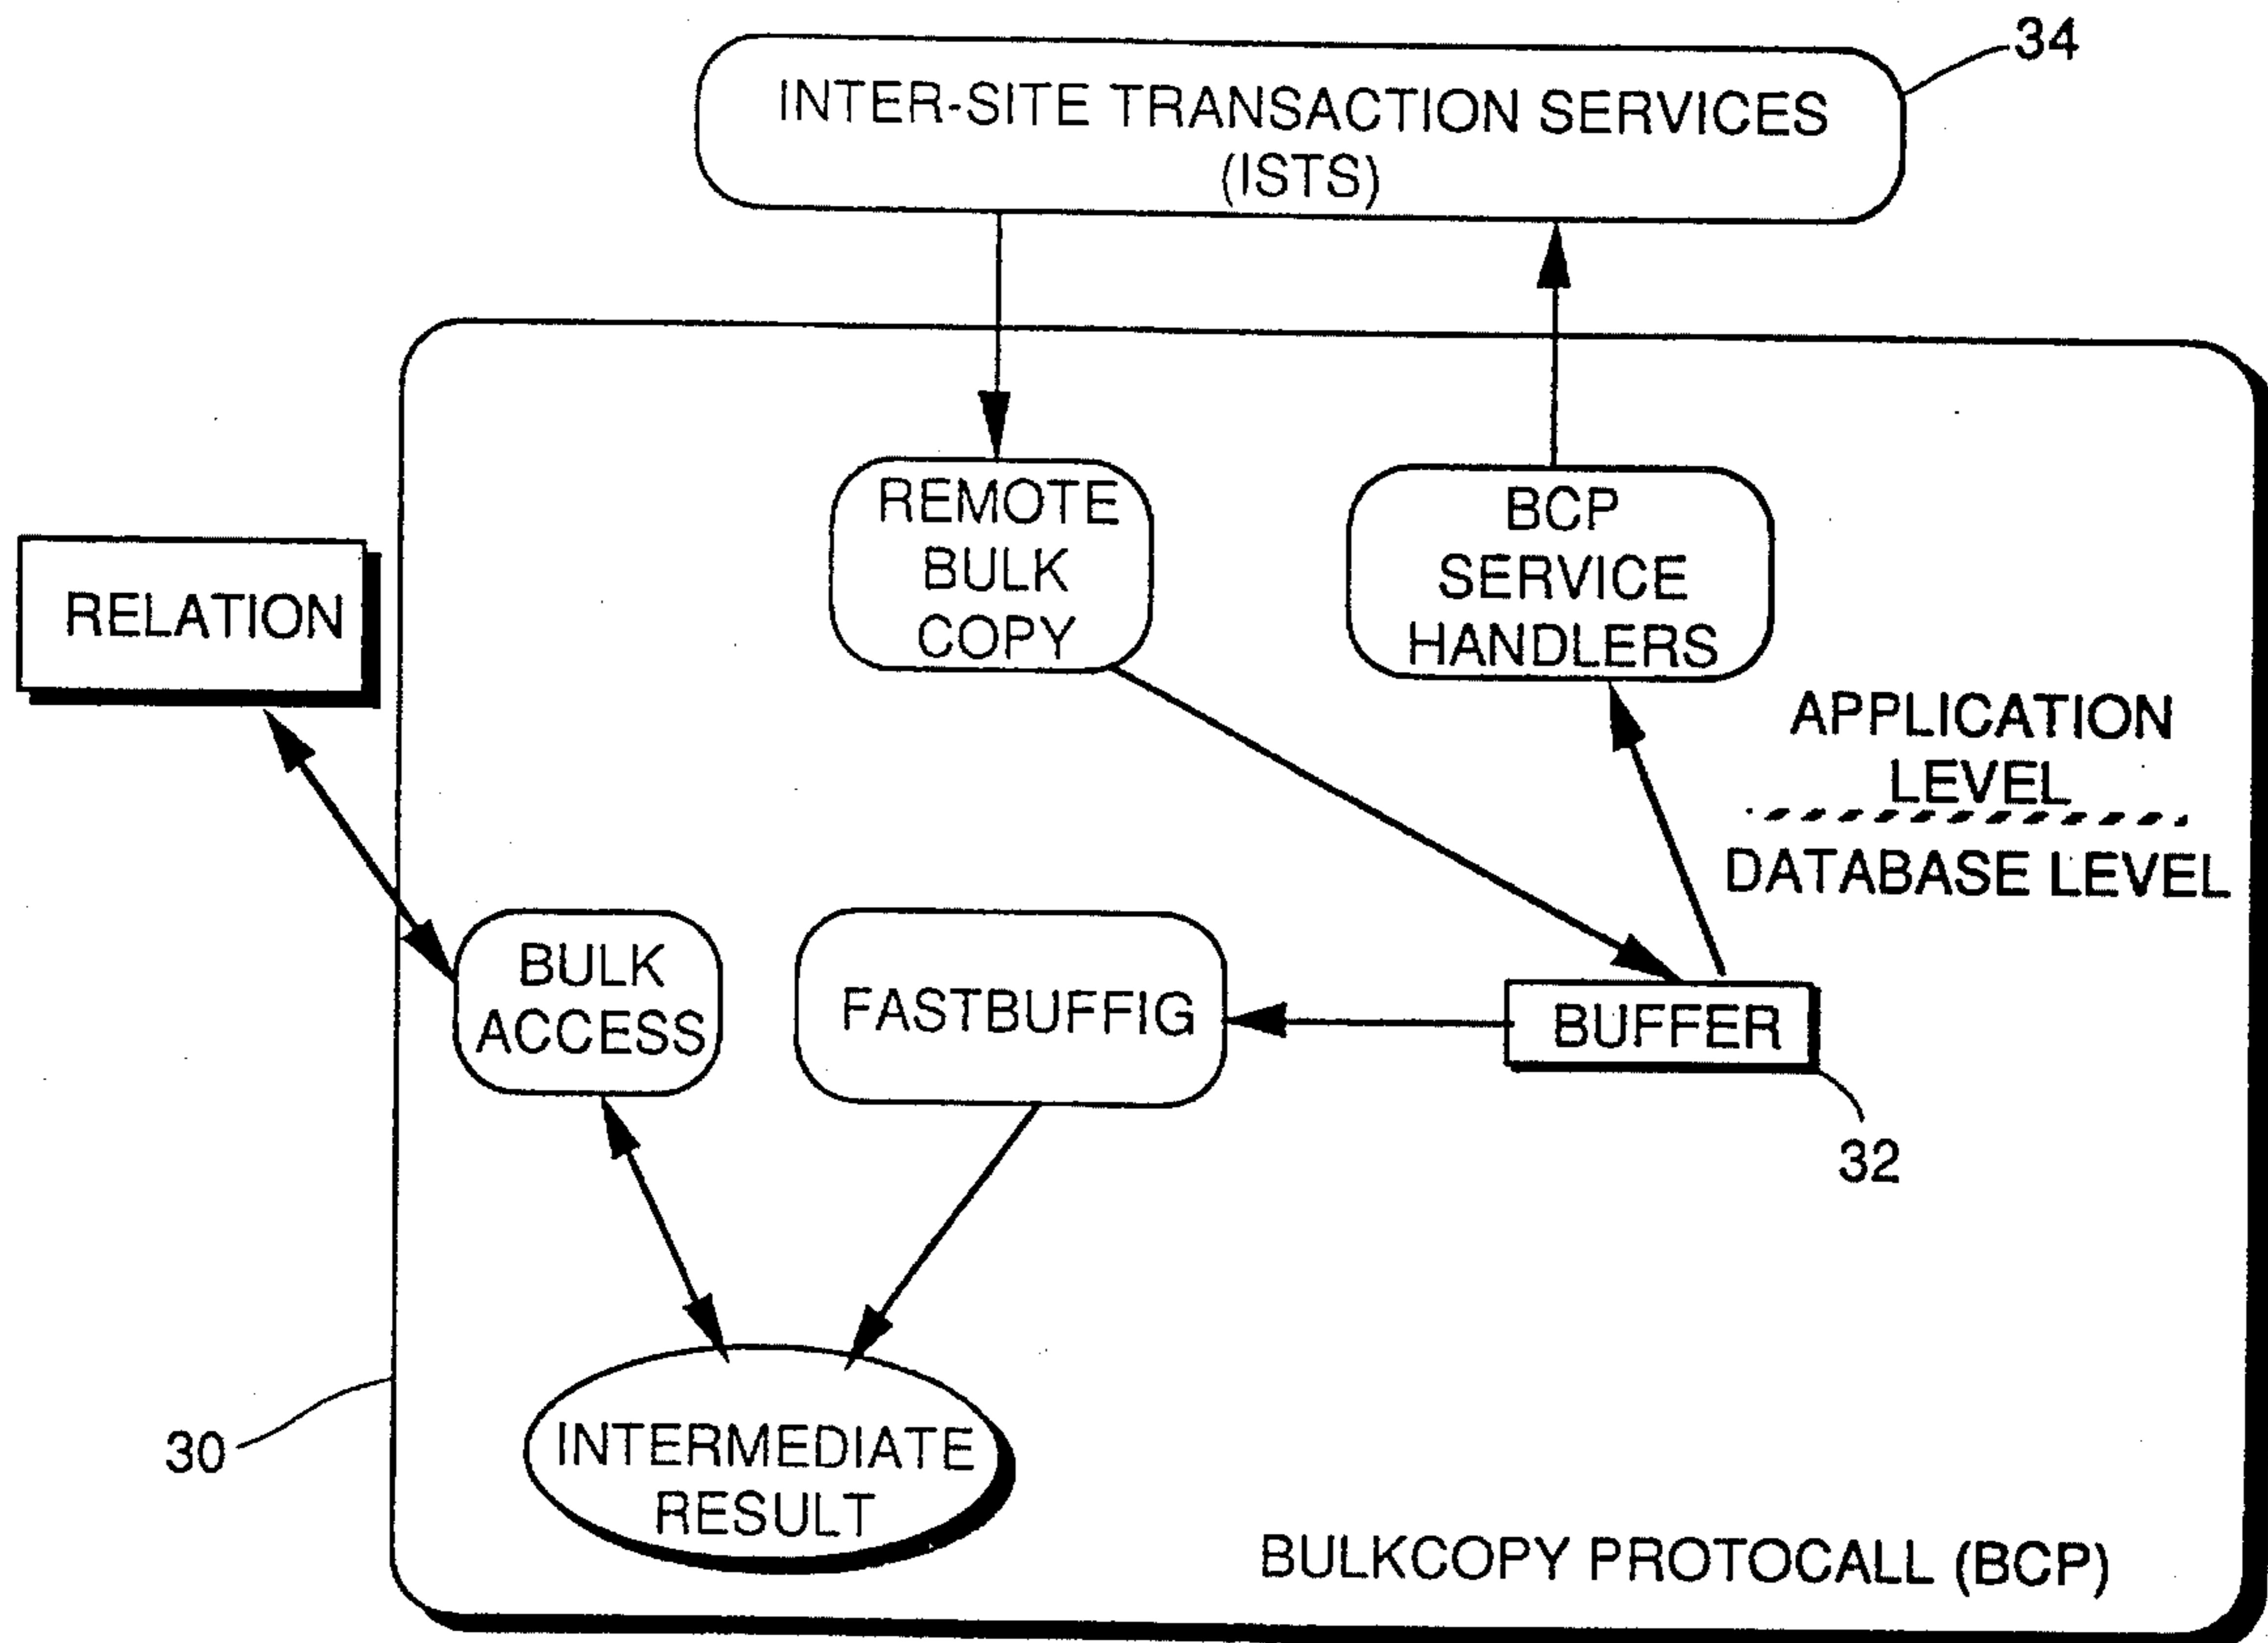 34
INTER-SITE TRANSACTION SERVICES
(ISTS)
REMOTE
BULK
COPY
BCP
SERVICE
HANDLERS
RELATION
APPLICATION
LEVEL
DATABASE LEVEL
BULK
ACCESS
FASTBUFFIG
BUFFER
32
30
INTERMEDIATE
RESULT
BULKCOPY PROTOCALL (BCP)